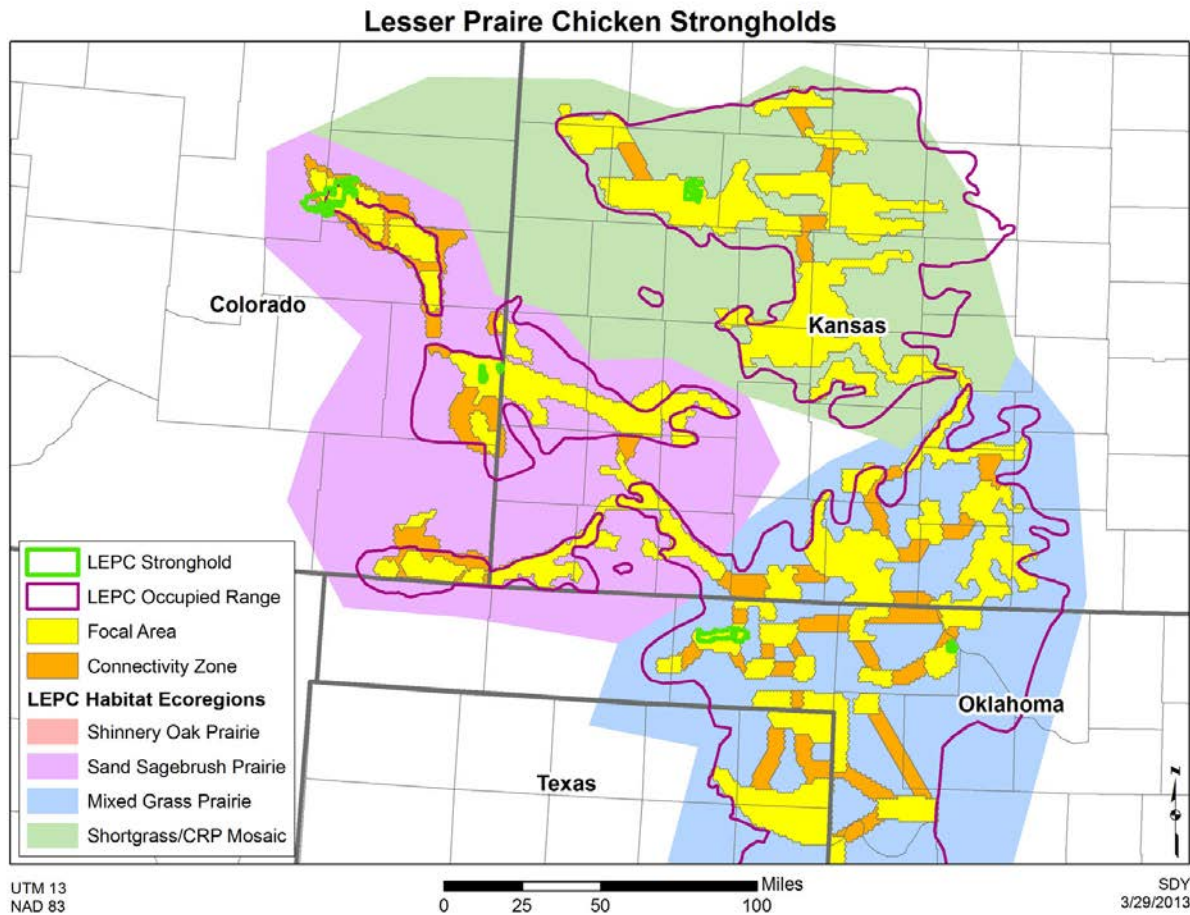 Lesser Praire Chicken Strongholds
Colorado
Kansas
Oklahoma
Texas
LEPC Stronghold
LEPC Occupied Range
Focal Area
Connectivity Zone
LEPC Habitat Ecoregions
Shinnery Oak Prairie
Sand Sagebrush Prairie
Mixed Grass Prairie
Shortgrass/CRP Mosaic
Z
UTM 13
NAD 83
Miles
0 25 50 100
SDY
3/29/2013